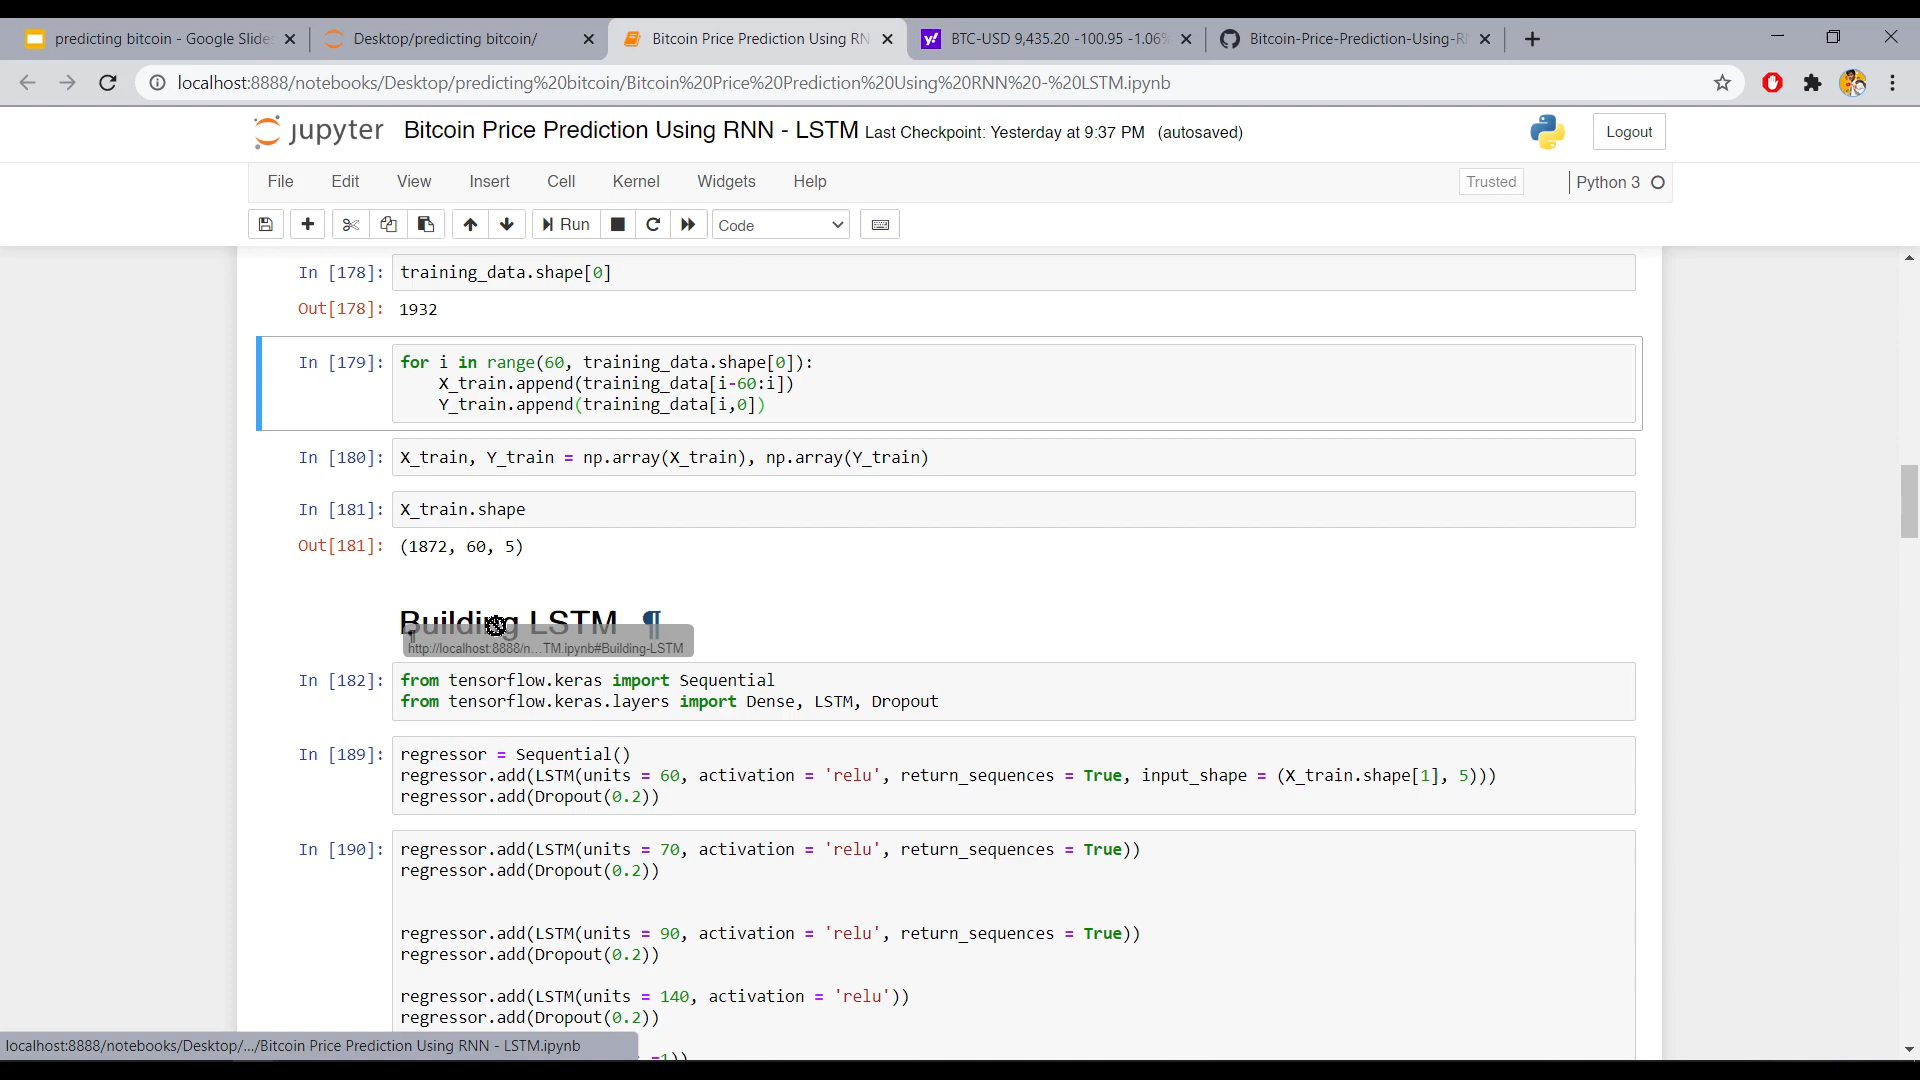 predicting bitcoin - Google Slide
Desktop/predicting bitcoin/
Bitcoin Price Prediction Using RN
BTC-USD 9,435.20 -100.95 -1.06%
Bitcoin-Price-Prediction-Using-R
localhost:8888/notebooks/Desktop/predicting%20bitcoin/Bitcoin%20Price%20Prediction%20Using%20RNN%20-%20LSTM.ipynb
jupyter Bitcoin Price Prediction Using RNN - LSTM Last Checkpoint: Yesterday at 9:37 PM (autosaved)
Logout
File Edit View Insert Cell Kernel Widgets Help
Trusted
Python 3
Run
Code
In [178]: training_data.shape[0]
Out[178]: 1932
In [179]: for i in range(60, training_data.shape[0]):
    X_train.append(training_data[i-60:i])
    Y_train.append(training_data[i,0])
In [180]: X_train, Y_train = np.array(X_train), np.array(Y_train)
In [181]: X_train.shape
Out[181]: (1872, 60, 5)
Building LSTM ¶
¶
http://localhost:8888/n...TM.ipynb#Building-LSTM
In [182]: from tensorflow.keras import Sequential
from tensorflow.keras.layers import Dense, LSTM, Dropout
In [189]: regressor = Sequential()
regressor.add(LSTM(units = 60, activation = 'relu', return_sequences = True, input_shape = (X_train.shape[1], 5)))
regressor.add(Dropout(0.2))
In [190]: regressor.add(LSTM(units = 70, activation = 'relu', return_sequences = True))
regressor.add(Dropout(0.2))
regressor.add(LSTM(units = 90, activation = 'relu', return_sequences = True))
regressor.add(Dropout(0.2))
regressor.add(LSTM(units = 140, activation = 'relu'))
regressor.add(Dropout(0.2))
=1))
localhost:8888/notebooks/Desktop/.../Bitcoin Price Prediction Using RNN - LSTM.ipynb